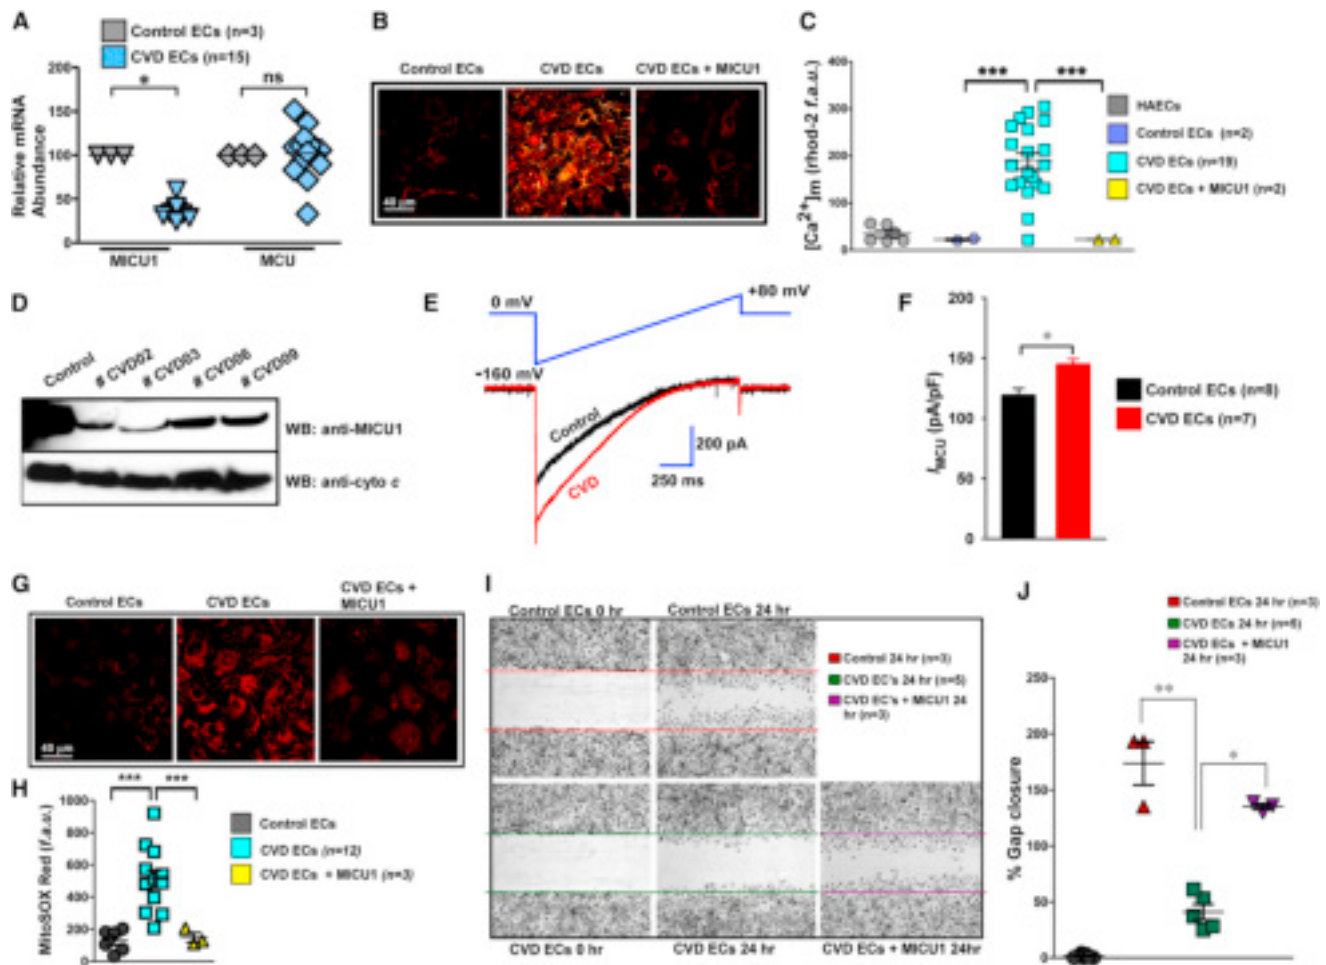 A
Control ECs (n=3)
CVD ECs (n=15)
Relative mRNA
Abundance
200
150
100
50
0
*
ns
MICU1
MCU
B
Control ECs
CVD ECs
CVD ECs + MICU1
40 µm
C
[Ca²⁺]m (rhod-2 f.a.u.)
400
300
200
100
0
***
***
HAECs
Control ECs (n=2)
CVD ECs (n=19)
CVD ECs + MICU1 (n=2)
D
Control
# CVD02
# CVD03
# CVD06
# CVD09
WB: anti-MICU1
WB: anti-cyto c
E
0 mV
+80 mV
-160 mV
Control
CVD
200 pA
250 ms
F
I MCU (pA/pF)
200
150
100
50
0
*
Control ECs (n=8)
CVD ECs (n=7)
G
Control ECs
CVD ECs
CVD ECs +
MICU1
40 µm
H
MitoSOX Red (f.a.u.)
1000
800
600
400
200
0
***
***
Control ECs
CVD ECs (n=12)
CVD ECs + MICU1 (n=3)
I
Control ECs 0 hr
Control ECs 24 hr
Control 24 hr (n=3)
CVD EC's 24 hr (n=5)
CVD EC's + MICU1 24
hr (n=3)
CVD ECs 0 hr
CVD ECs 24 hr
CVD ECs + MICU1 24hr
J
Control ECs 24 hr (n=3)
CVD ECs 24 hr (n=5)
CVD ECs + MICU1
24 hr (n=3)
% Gap closure
250
200
150
100
50
0
**
*